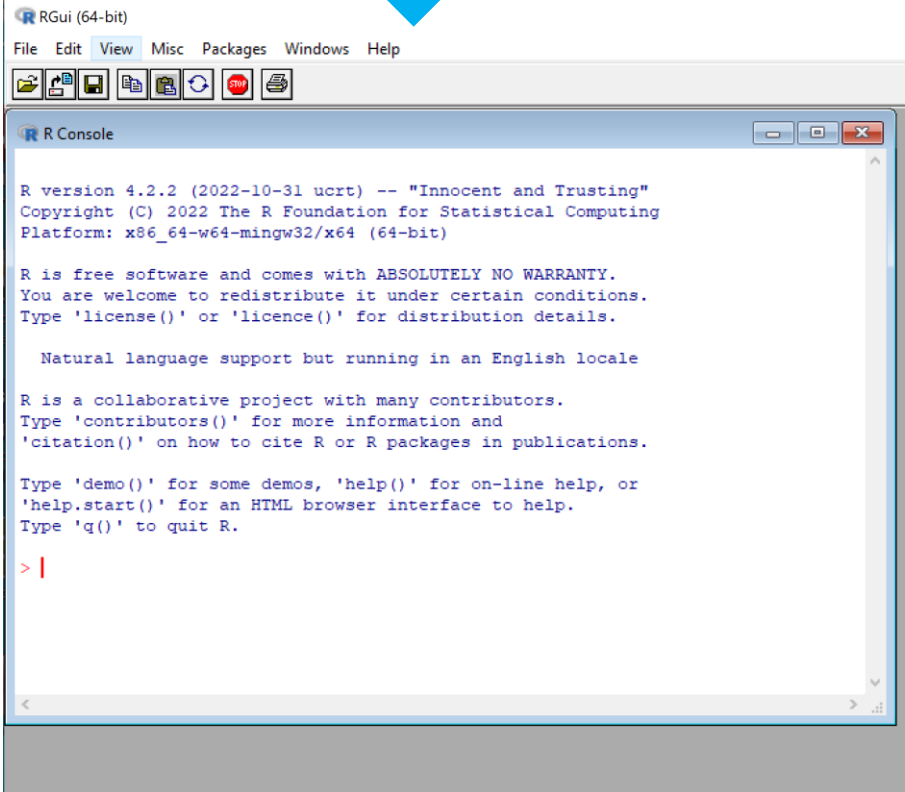 RGui (64-bit)
File Edit View Misc Packages Windows Help
STOP
R Console
R version 4.2.2 (2022-10-31 ucrt) -- "Innocent and Trusting"
Copyright (C) 2022 The R Foundation for Statistical Computing
Platform: x86_64-w64-mingw32/x64 (64-bit)
R is free software and comes with ABSOLUTELY NO WARRANTY.
You are welcome to redistribute it under certain conditions.
Type 'license()' or 'licence()' for distribution details.
Natural language support but running in an English locale
R is a collaborative project with many contributors.
Type 'contributors()' for more information and
'citation()' on how to cite R or R packages in publications.
Type 'demo()' for some demos, 'help()' for on-line help, or
'help.start()' for an HTML browser interface to help.
Type 'q()' to quit R.
>